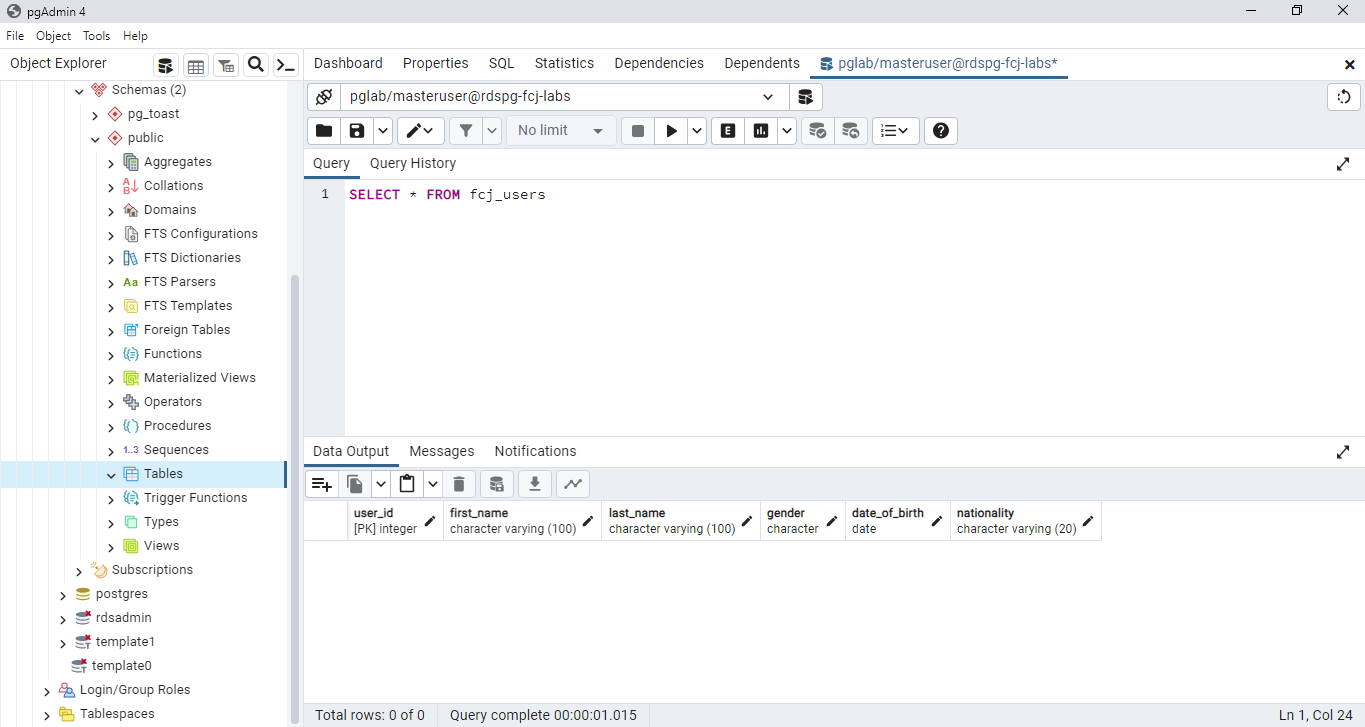 pgAdmin 4
File Object Tools Help
Object Explorer
Dashboard Properties SQL Statistics Dependencies Dependents pglab/masteruser@rdspg-fcj-labs*
Schemas (2)
pg_toast
public
Aggregates
Collations
Domains
FTS Configurations
FTS Dictionaries
Aa FTS Parsers
FTS Templates
Foreign Tables
Functions
Materialized Views
Operators
Procedures
1..3 Sequences
Tables
Trigger Functions
Types
Views
Subscriptions
postgres
rdsadmin
template1
template0
Login/Group Roles
Tablespaces
pglab/masteruser@rdspg-fcj-labs
No limit
E
Query Query History
1 SELECT * FROM fcj_users
Data Output Messages Notifications
user_id first_name last_name gender date_of_birth nationality
[PK] integer character varying (100) character varying (100) character date character varying (20)
Total rows: 0 of 0 Query complete 00:00:01.015 Ln 1, Col 24